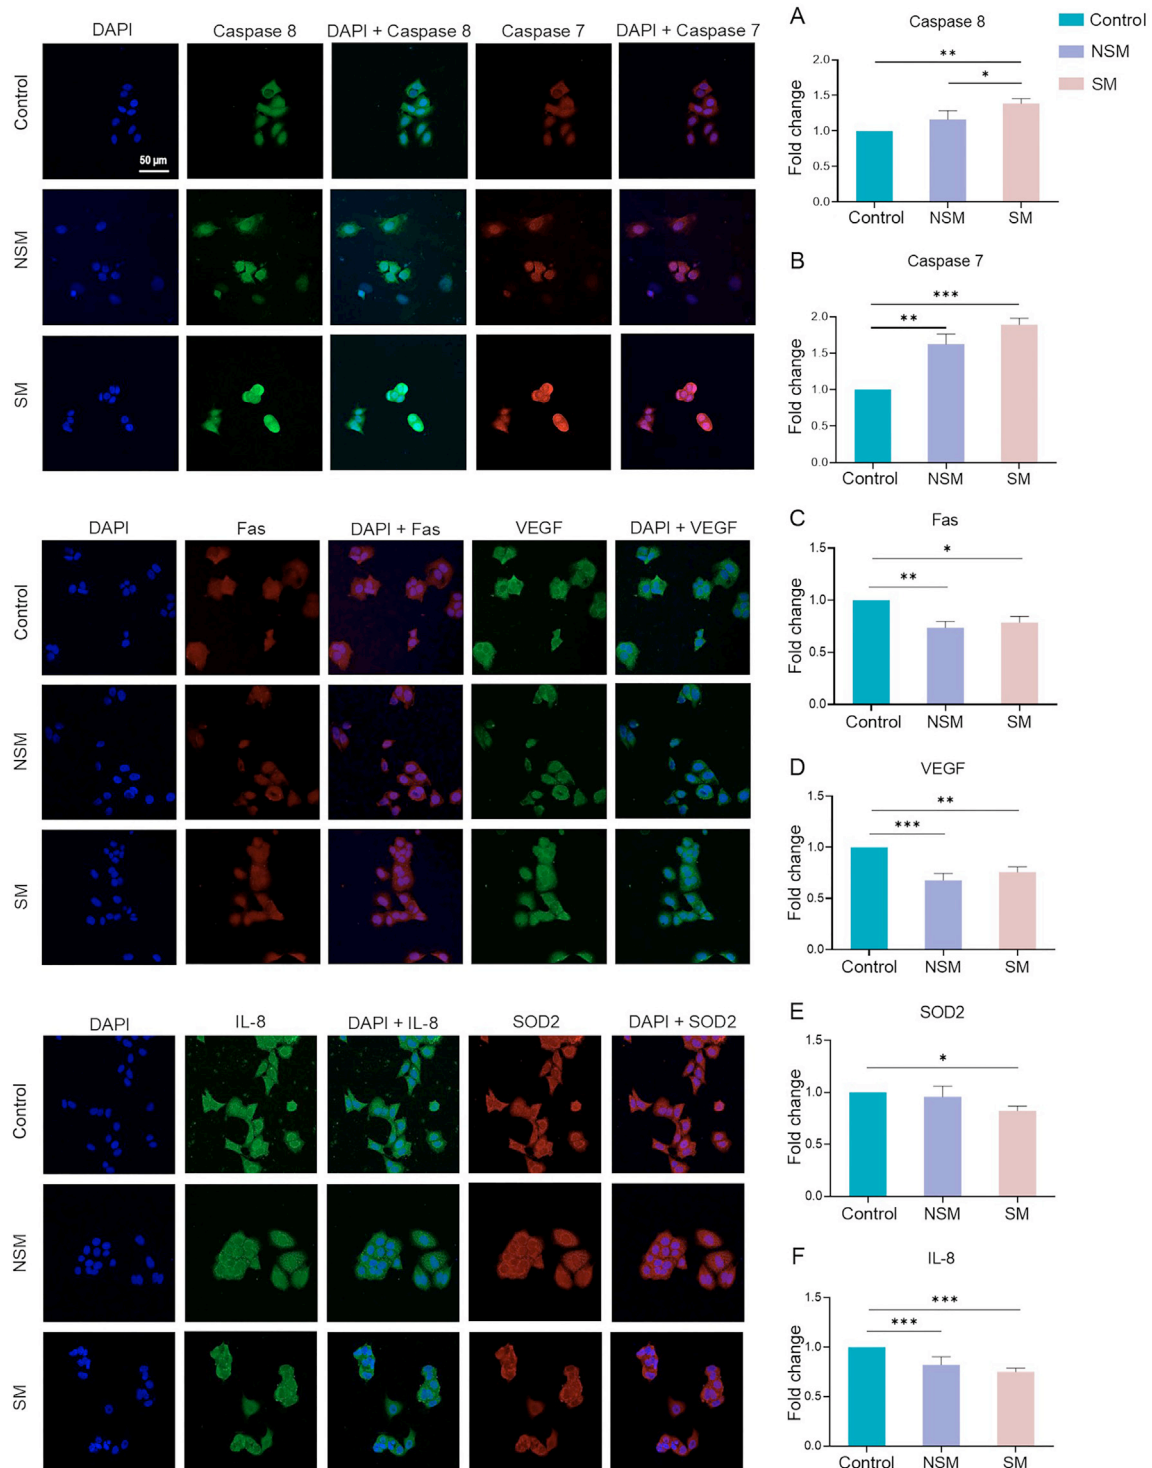 DAPI
Caspase 8
DAPI + Caspase 8
Caspase 7
DAPI + Caspase 7
Control
50 µm
NSM
SM
A
Caspase 8
Control
NSM
SM
**
*
Fold change
2.0
1.5
1.0
0.5
0.0
Control
NSM
SM
B
Caspase 7
***
**
Fold change
2.0
1.5
1.0
0.5
0.0
Control
NSM
SM
DAPI
Fas
DAPI + Fas
VEGF
DAPI + VEGF
Control
NSM
SM
C
Fas
*
**
Fold change
1.5
1.0
0.5
0.0
Control
NSM
SM
D
VEGF
**
***
Fold change
1.5
1.0
0.5
0.0
Control
NSM
SM
DAPI
IL-8
DAPI + IL-8
SOD2
DAPI + SOD2
Control
NSM
SM
E
SOD2
*
Fold change
1.5
1.0
0.5
0.0
Control
NSM
SM
F
IL-8
***
***
Fold change
1.5
1.0
0.5
0.0
Control
NSM
SM